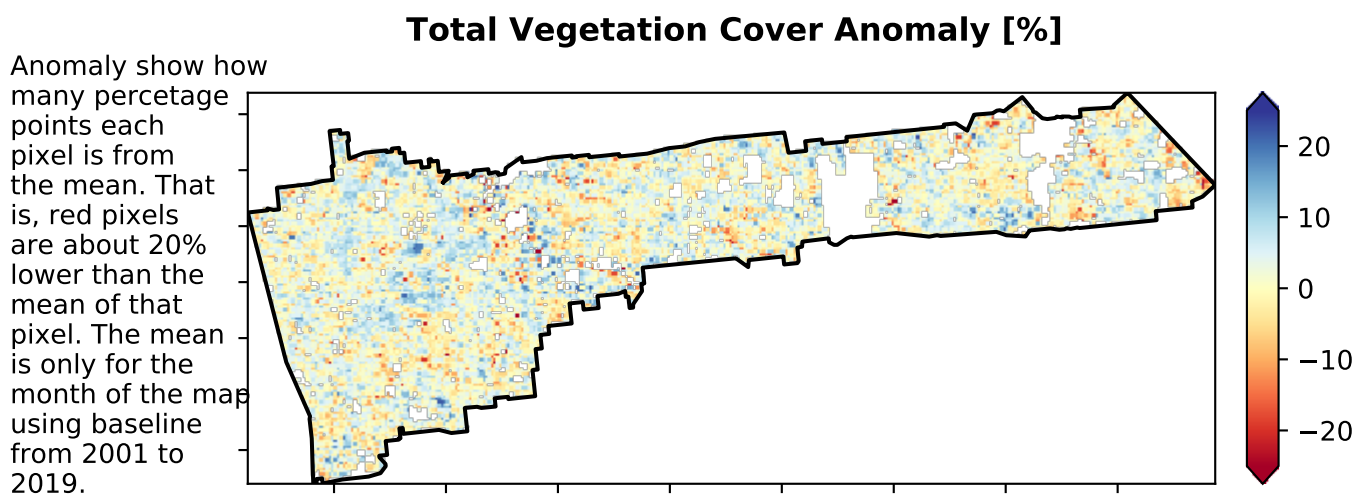 Total Vegetation Cover Anomaly [%]
Anomaly show how
many percetage
points each
pixel is from
the mean. That
is, red pixels
are about 20%
lower than the
mean of that
pixel. The mean
is only for the
month of the map
using baseline
from 2001 to
2019.
20
10
0
−10
−20